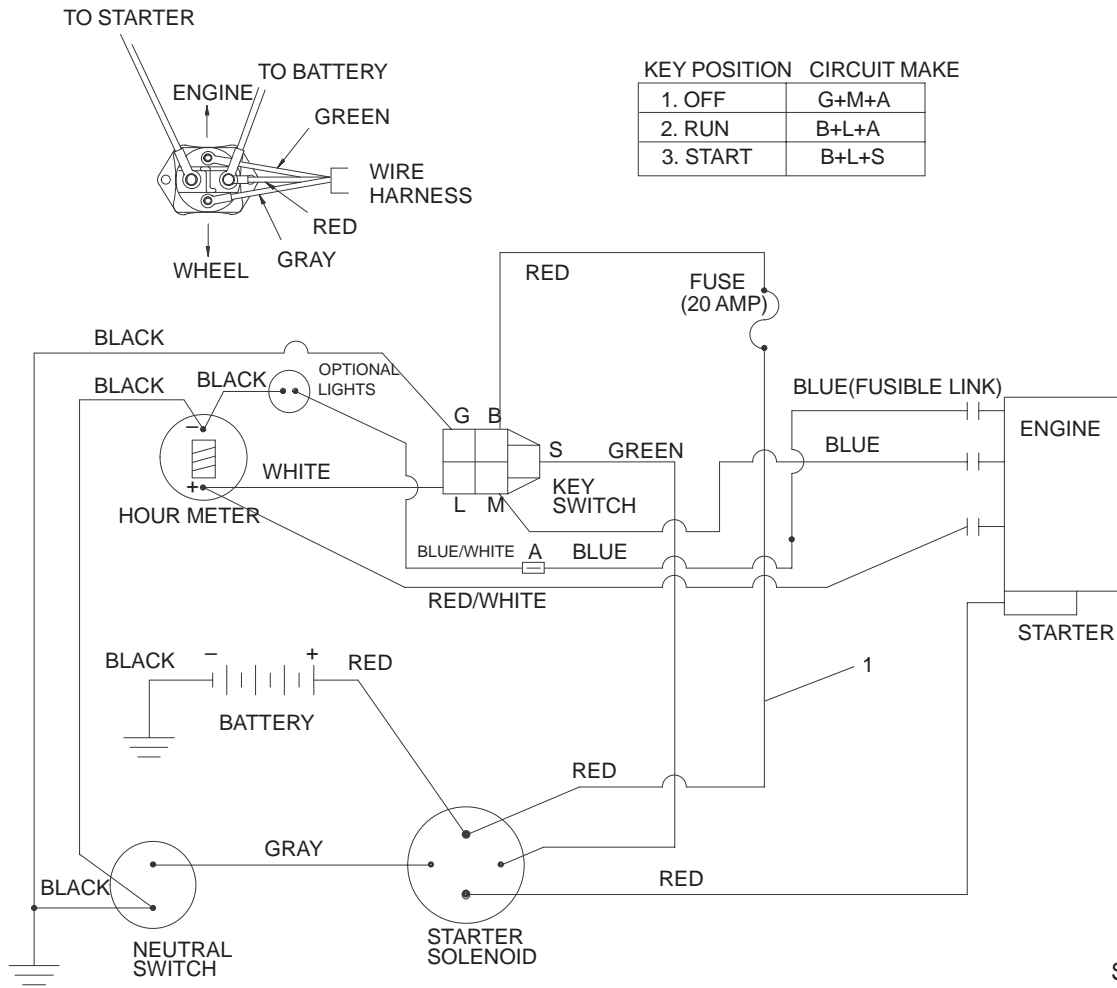 TO STARTER
TO BATTERY
ENGINE
GREEN
WIRE
HARNESS
RED
GRAY
WHEEL
KEY POSITION CIRCUIT MAKE
1. OFF G+M+A
2. RUN B+L+A
3. START B+L+S
RED
FUSE
(20 AMP)
BLACK
OPTIONAL
LIGHTS
BLACK
BLACK
BLUE(FUSIBLE LINK)
G B
ENGINE
–
S
GREEN
BLUE
WHITE
+
KEY
SWITCH
L M
HOUR METER
BLUE/WHITE A BLUE
RED/WHITE
STARTER
BLACK – + RED
1
BATTERY
RED
GRAY
RED
BLACK
NEUTRAL
SWITCH
STARTER
SOLENOID
S